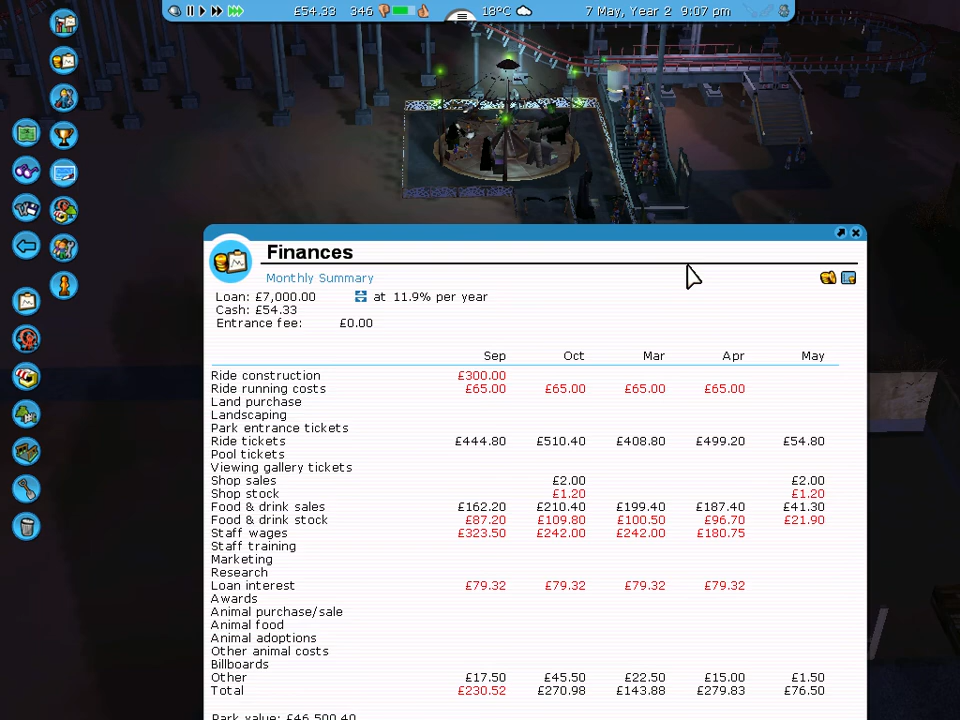 £54.33 346 18°C 7 May, Year 2 9:07 pm
Finances
Monthly Summary
Loan: £7,000.00 at 11.9% per year
Cash: £54.33
Entrance fee: £0.00
Sep Oct Mar Apr May
Ride construction £300.00
Ride running costs £65.00 £65.00 £65.00 £65.00
Land purchase
Landscaping
Park entrance tickets
Ride tickets £444.80 £510.40 £408.80 £499.20 £54.80
Pool tickets
Viewing gallery tickets
Shop sales £2.00 £2.00
Shop stock £1.20 £1.20
Food & drink sales £162.20 £210.40 £199.40 £187.40 £41.30
Food & drink stock £87.20 £109.80 £100.50 £96.70 £21.90
Staff wages £323.50 £242.00 £242.00 £180.75
Staff training
Marketing
Research
Loan interest £79.32 £79.32 £79.32 £79.32
Awards
Animal purchase/sale
Animal food
Animal adoptions
Other animal costs
Billboards
Other £17.50 £45.50 £22.50 £15.00 £1.50
Total £230.52 £270.98 £143.88 £279.83 £76.50
Park value: £46,500.40